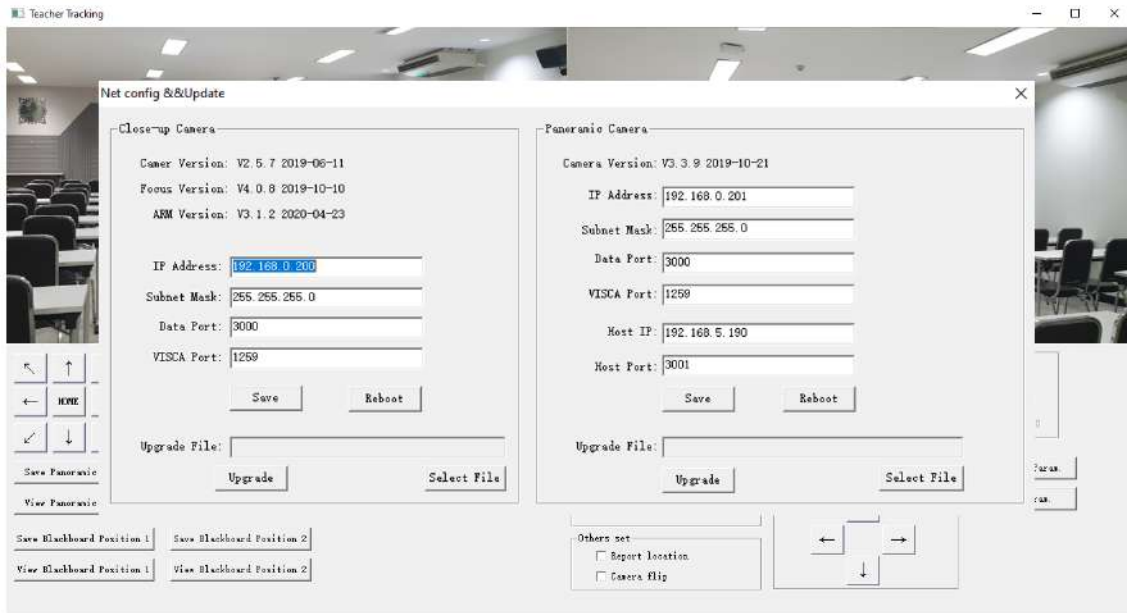 Teacher Tracking
Net config &&Update
Close-up Camera
Camer Version: V2.5.7 2019-06-11
Focus Version: V4.0.8 2019-10-10
ARM Version: V3.1.2 2020-04-23
IP Address: 192.168.0.200
Subnet Mask: 255.255.255.0
Data Port: 3000
VISCA Port: 1259
Save Reboot
Upgrade File:
Upgrade Select File
Panoramic Camera
Camera Version: V3.3.9 2019-10-21
IP Address: 192.168.0.201
Subnet Mask: 255.255.255.0
Data Port: 3000
VISCA Port: 1259
Host IP: 192.168.5.190
Host Port: 3001
Save Reboot
Upgrade File:
Upgrade Select File
HOME
Save Panoramic
View Panoramic
Save Blackboard Position 1 Save Blackboard Position 2
View Blackboard Position 1 View Blackboard Position 2
Others set
Report location
Camera flip
Param.
ram.